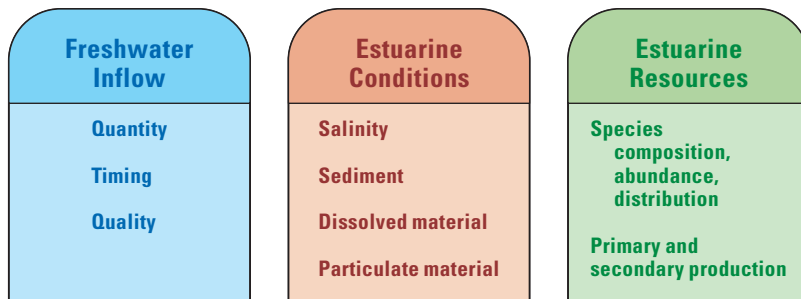 Freshwater
Inflow
Quantity
Timing
Quality
Estuarine
Conditions
Salinity
Sediment
Dissolved material
Particulate material
Estuarine
Resources
Species
composition,
abundance,
distribution
Primary and
secondary production